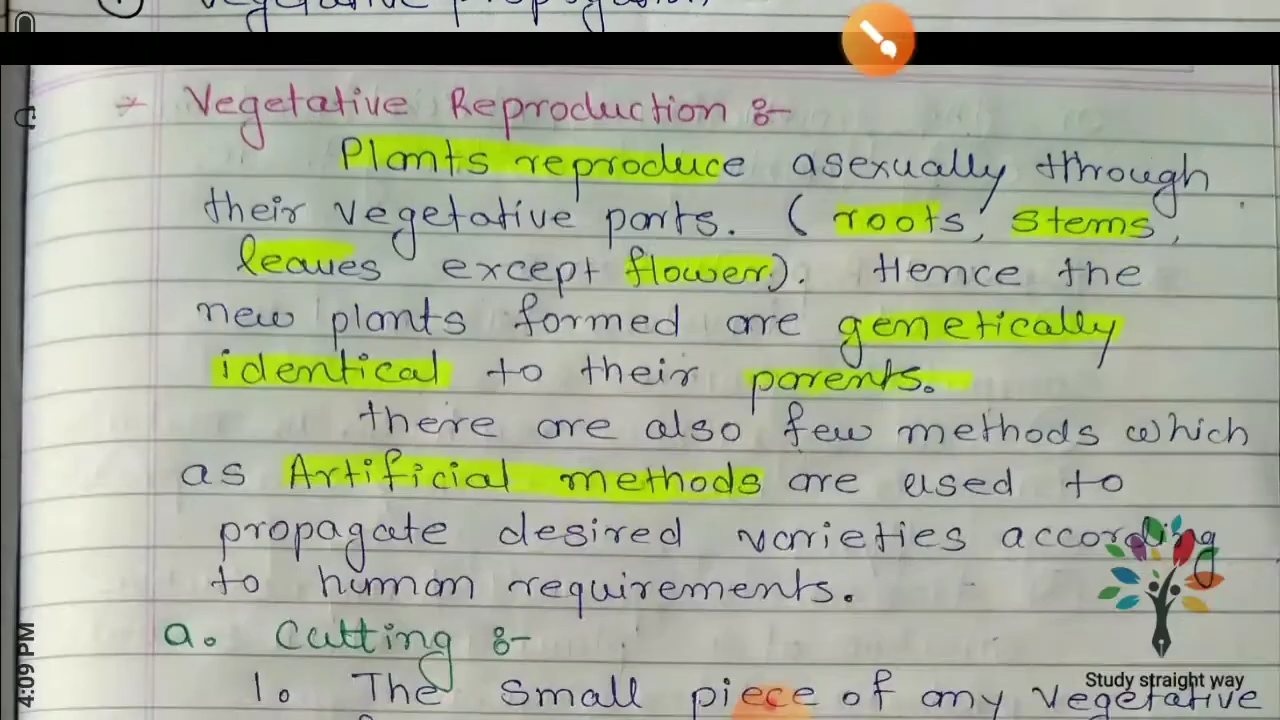 Vegetative propagation
→ Vegetative Reproduction :-
Plants reproduce asexually through
their vegetative parts. ( roots, stems,
leaves except flower). Hence the
new plants formed are genetically
identical to their parents.
there are also few methods which
as Artificial methods are used to
propagate desired varieties according
to human requirements.
a. Cutting :-
1. The small piece of any vegetative
Study straight way
4:09 PM